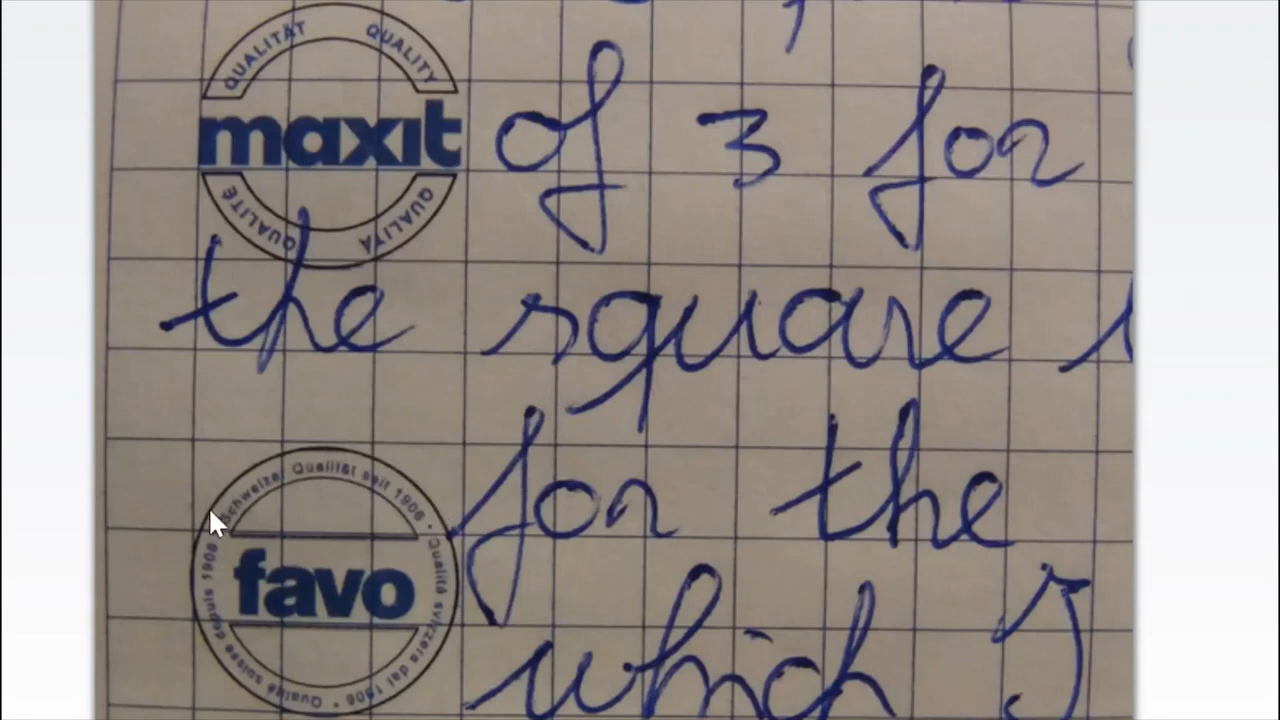 QUALITÄT QUALITY
maxit of 3 for
QUALITÉ QUALITÀ
the square
for the
Schweizer Qualität seit 1906 • Qualità svizzera dal 1906 • Qualité suisse depuis 1906
favo
which I